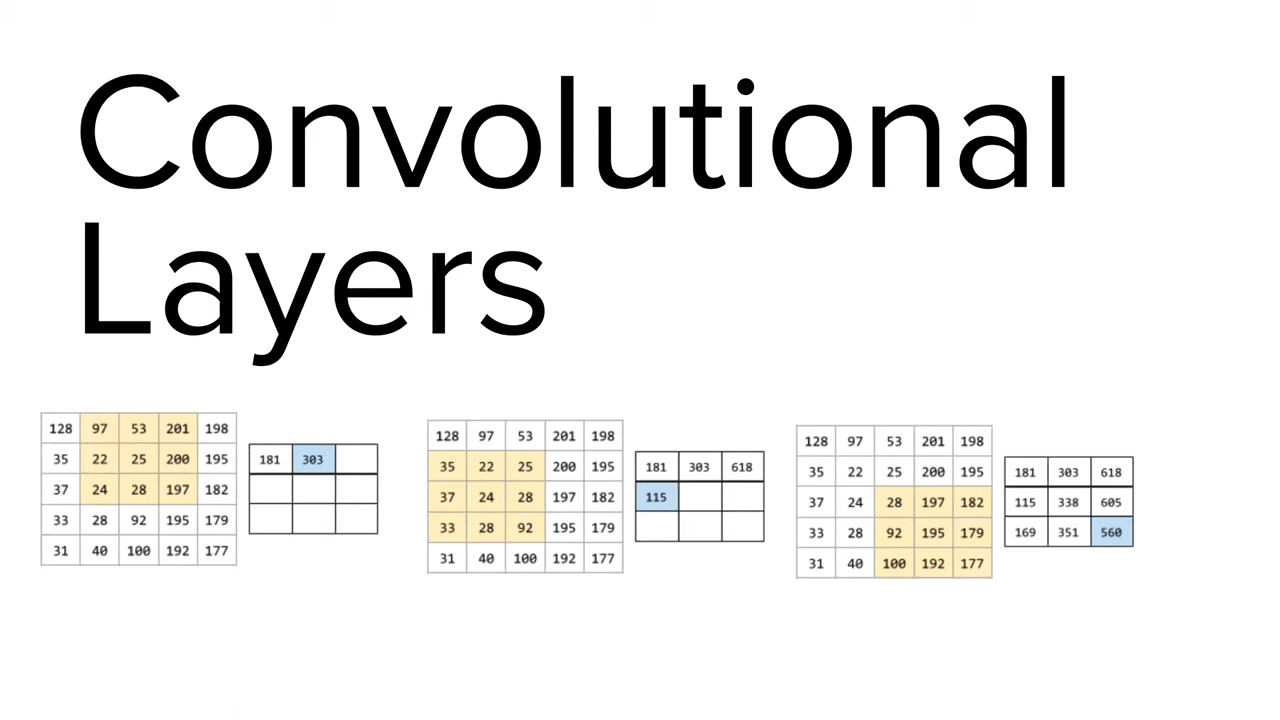 Convolutional
Layers
128 97 53 201 198
35 22 25 200 195
37 24 28 197 182
33 28 92 195 179
31 40 100 192 177
181 303
128 97 53 201 198
35 22 25 200 195
37 24 28 197 182
33 28 92 195 179
31 40 100 192 177
181 303 618
115
128 97 53 201 198
35 22 25 200 195
37 24 28 197 182
33 28 92 195 179
31 40 100 192 177
181 303 618
115 338 605
169 351 560